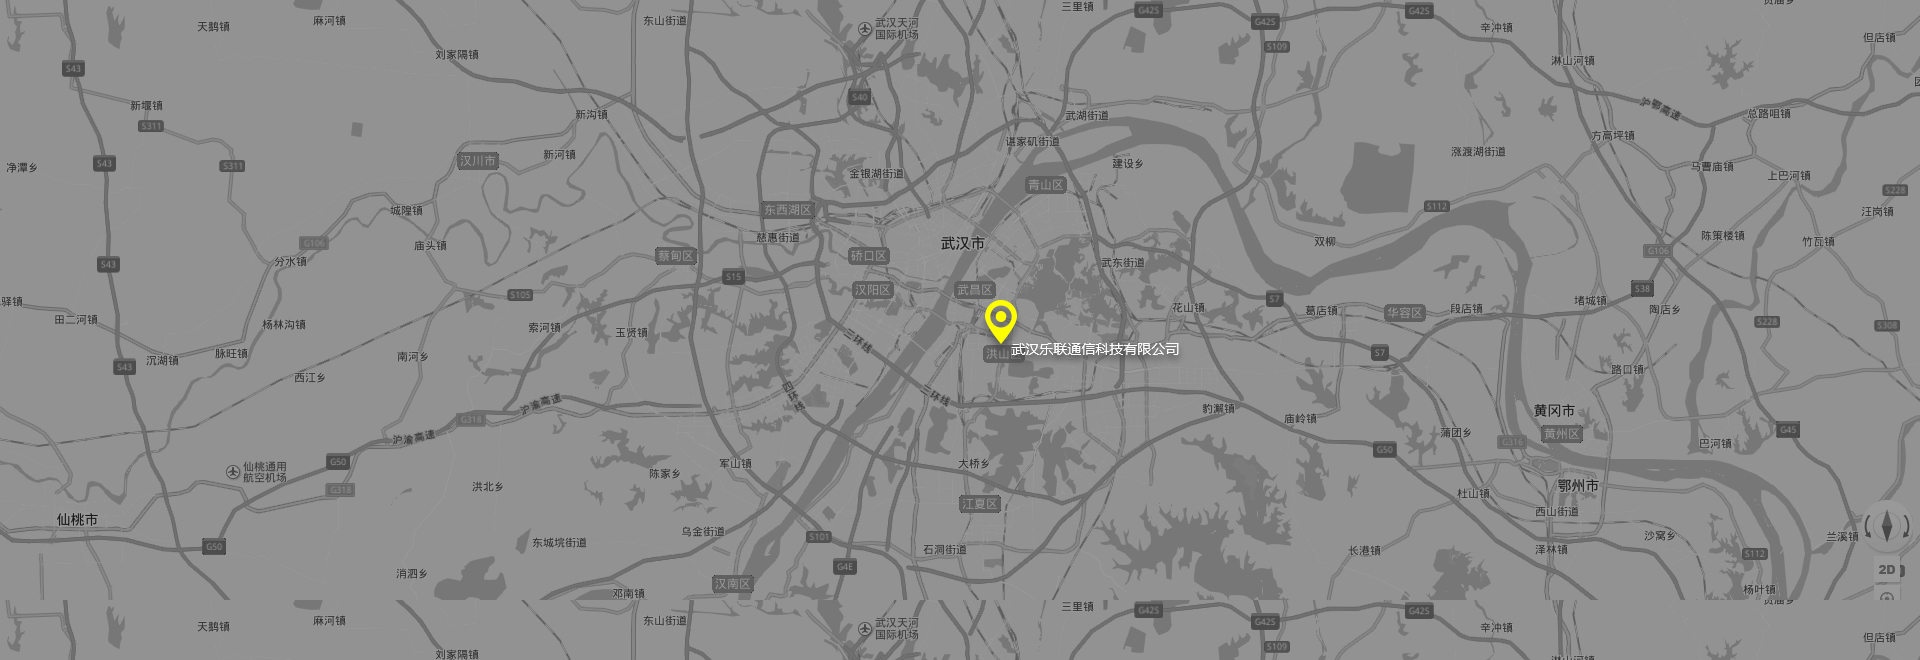 三里镇
贾庙乡
G42S
G42S
G42S
天鹅镇
麻河镇
东山街道
武汉天河
国际机场
辛冲镇
但店镇
刘家隔镇
S109
淋山河镇
S43
新堰镇
S311
新沟镇
S40
武湖街道
沪鄂高速
总路咀镇
谌家矶街道
方高坪镇
净潭乡
S43
S311
汉川市
新河镇
金银湖街道
建设乡
涨渡湖街道
马曹庙镇
上巴河镇
青山区
S228
城隍镇
东西湖区
S112
汪岗镇
庙头镇
慈惠街道
武汉市
双柳
陈策楼镇
竹瓦镇
G106
G106
分水镇
蔡甸区
硚口区
武东街道
S43
S15
S105
汉阳区
武昌区
S7
S38
驿镇
田二河镇
杨林沟镇
索河镇
玉贤镇
三环线
花山镇
葛店镇
华容区
段店镇
堵城镇
陶店乡
S228
S308
沉湖镇
脉旺镇
南河乡
洪山
武汉乐联通信科技有限公司
S7
S43
西江乡
四环线
三环线
路口镇
沪渝高速
G318
豹澥镇
庙岭镇
黄冈市
沪渝高速
蒲团乡
G316
黄州区
G45
巴河镇
G50
G50
仙桃通用
航空机场
军山镇
大桥乡
陈家乡
G318
洪北乡
江夏区
杜山镇
鄂州市
西山街道
仙桃市
乌金街道
S101
沙窝乡
兰溪镇
G50
东城垸街道
石洞街道
长港镇
泽林镇
S112
消泗乡
G4E
2D
汉南区
邓南镇
杨叶镇
三里镇
贾庙乡
G42S
G42S
G42S
天鹅镇
麻河镇
东山街道
武汉天河
国际机场
辛冲镇
但店镇
刘家隔镇
S109
淋山河镇